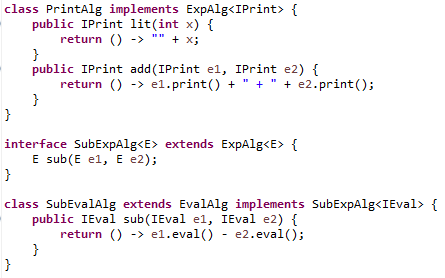 class PrintAlg implements ExpAlg<IPrint> {
    public IPrint lit(int x) {
        return () -> "" + x;
    }
    public IPrint add(IPrint e1, IPrint e2) {
        return () -> e1.print() + " + " + e2.print();
    }
}

interface SubExpAlg<E> extends ExpAlg<E> {
    E sub(E e1, E e2);
}

class SubEvalAlg extends EvalAlg implements SubExpAlg<IEval> {
    public IEval sub(IEval e1, IEval e2) {
        return () -> e1.eval() - e2.eval();
    }
}